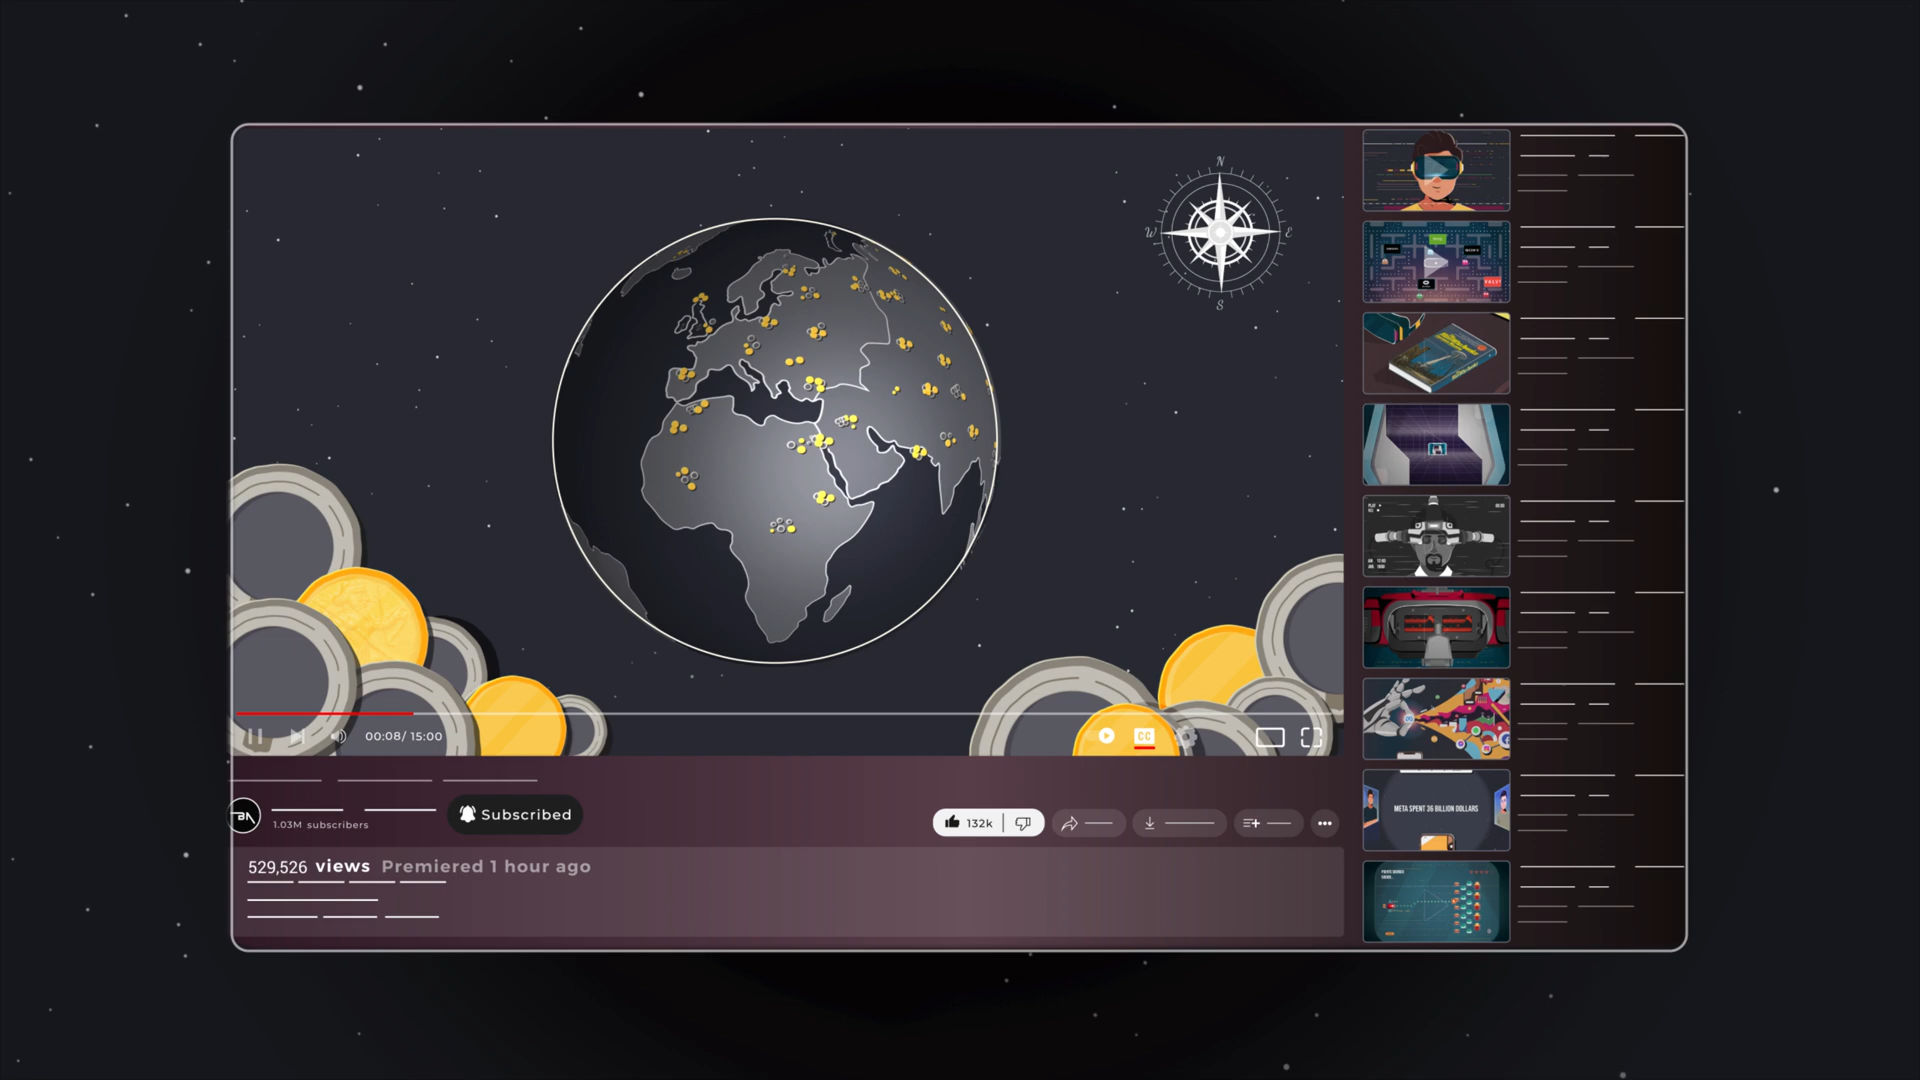 N
W
E
S
00:08/ 15:00
CC
BA
1.03M subscribers
Subscribed
132k
529,526 views Premiered 1 hour ago
VALVE
META SPENT 36 BILLION DOLLARS